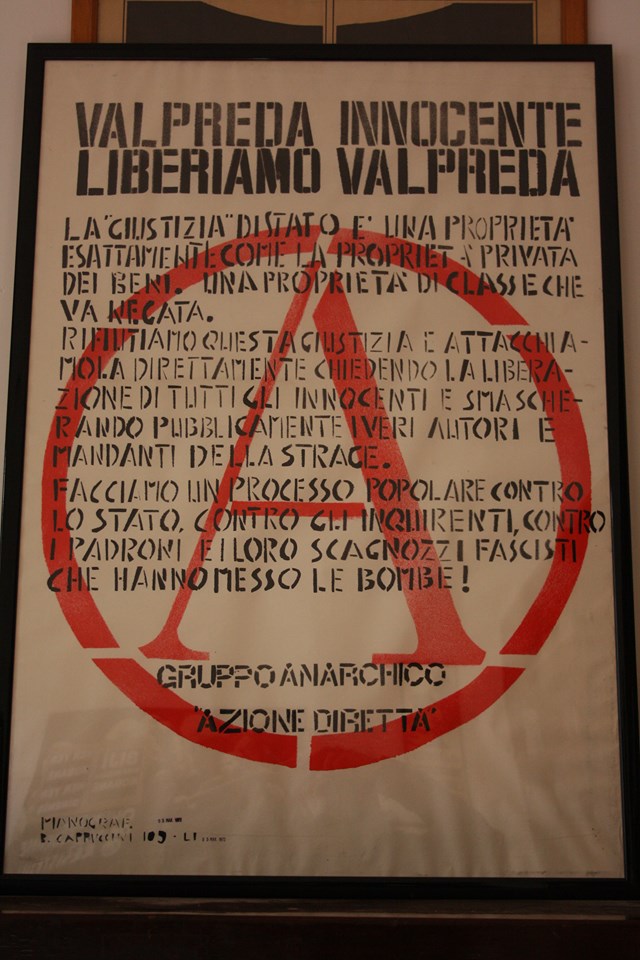 VALPREDA INNOCENTE
LIBERIAMO VALPREDA
LA "GIUSTIZIA" DI STATO E' UNA PROPRIETA'
ESATTAMENTE COME LA PROPRIETA' PRIVATA
DEI BENI. UNA PROPRIETA' DI CLASSE CHE
VA NEGATA.
RIFIUTIAMO QUESTA GIUSTIZIA E ATTACCHIA-
MOLA DIRETTAMENTE CHIEDENDO LA LIBERA-
ZIONE DI TUTTI GLI INNOCENTI E SMASCHE-
RANDO PUBBLICAMENTE I VERI AUTORI E
MANDANTI DELLA STRAGE.
FACCIAMO UN PROCESSO POPOLARE CONTRO
LO STATO, CONTRO GLI INQUIRENTI, CONTRO
I PADRONI E I LORO SCAGNOZZI FASCISTI
CHE HANNO MESSO LE BOMBE!
GRUPPO ANARCHICO
"AZIONE DIRETTA"
MANOGRAF.
B. CAPPUCCINI 109 - LI